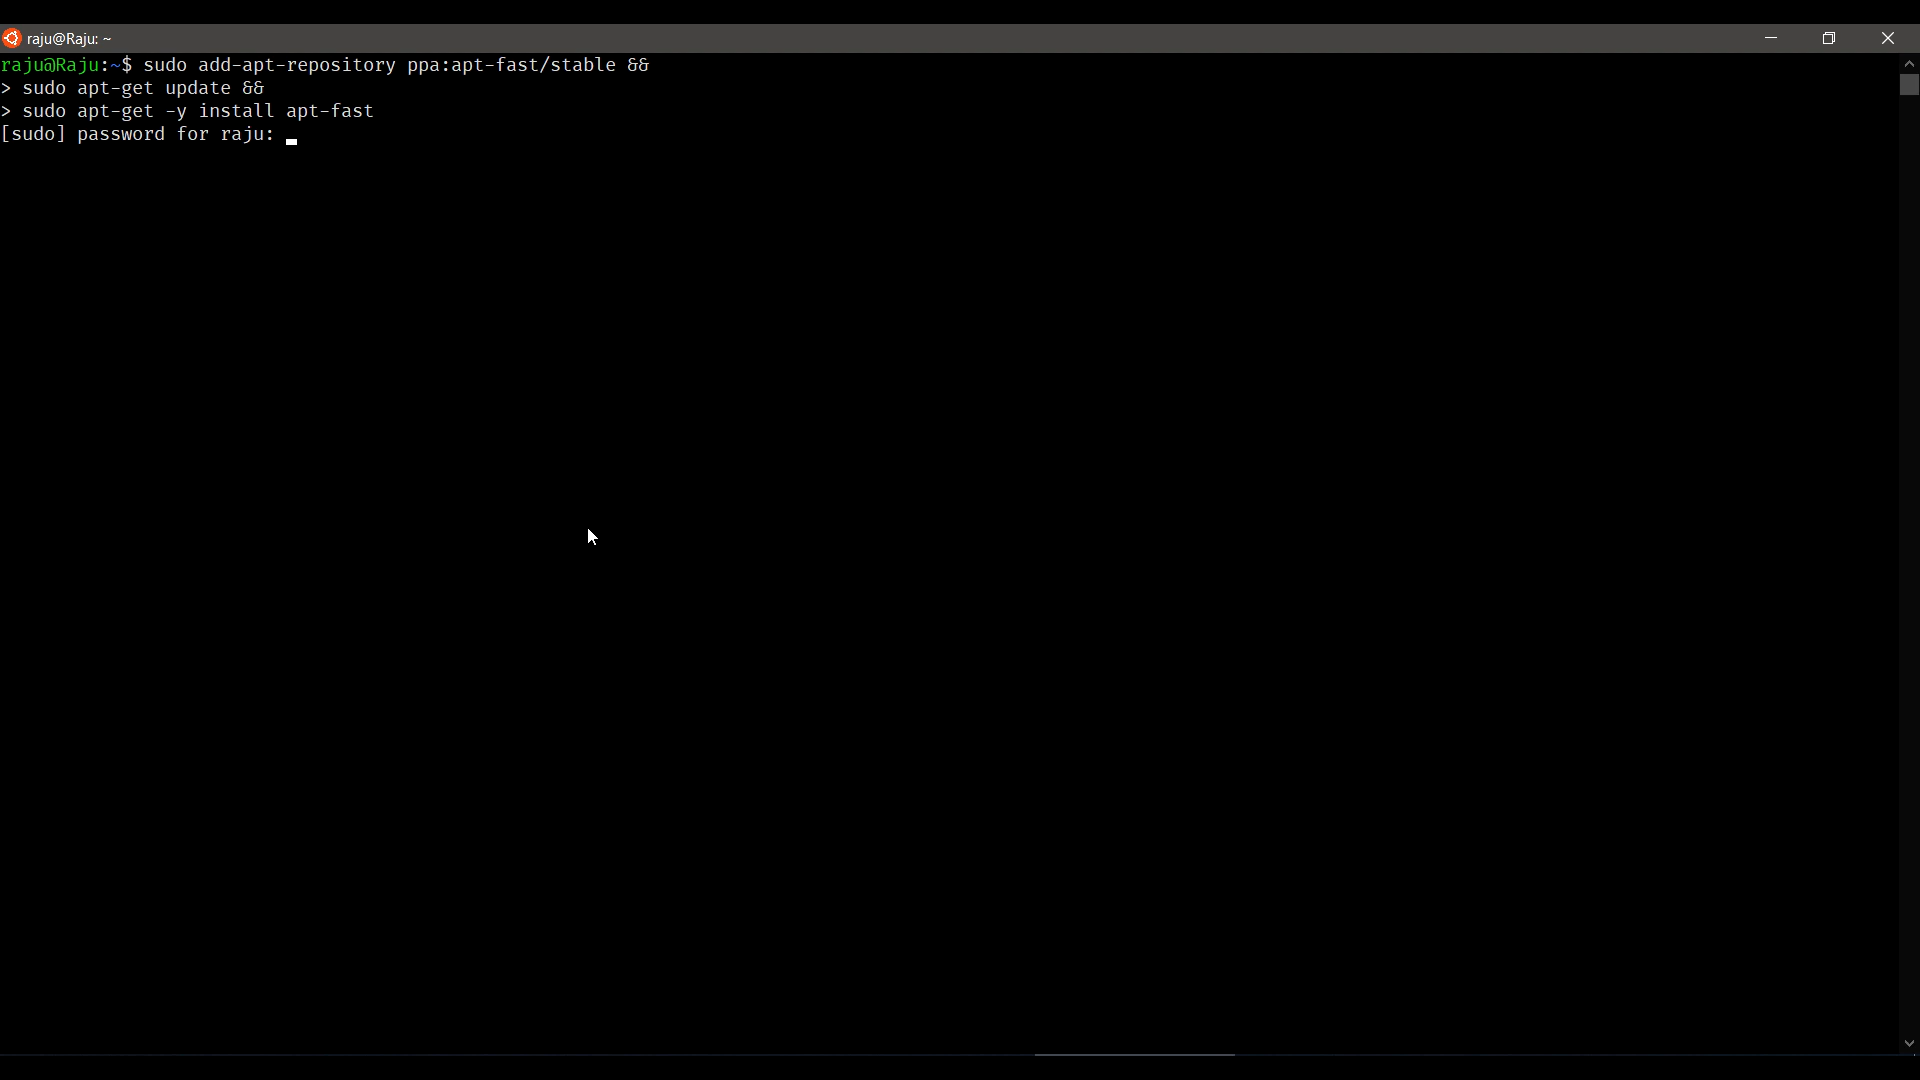 raju@Raju: ~
raju@Raju:~$ sudo add-apt-repository ppa:apt-fast/stable &&
> sudo apt-get update &&
> sudo apt-get -y install apt-fast
[sudo] password for raju: